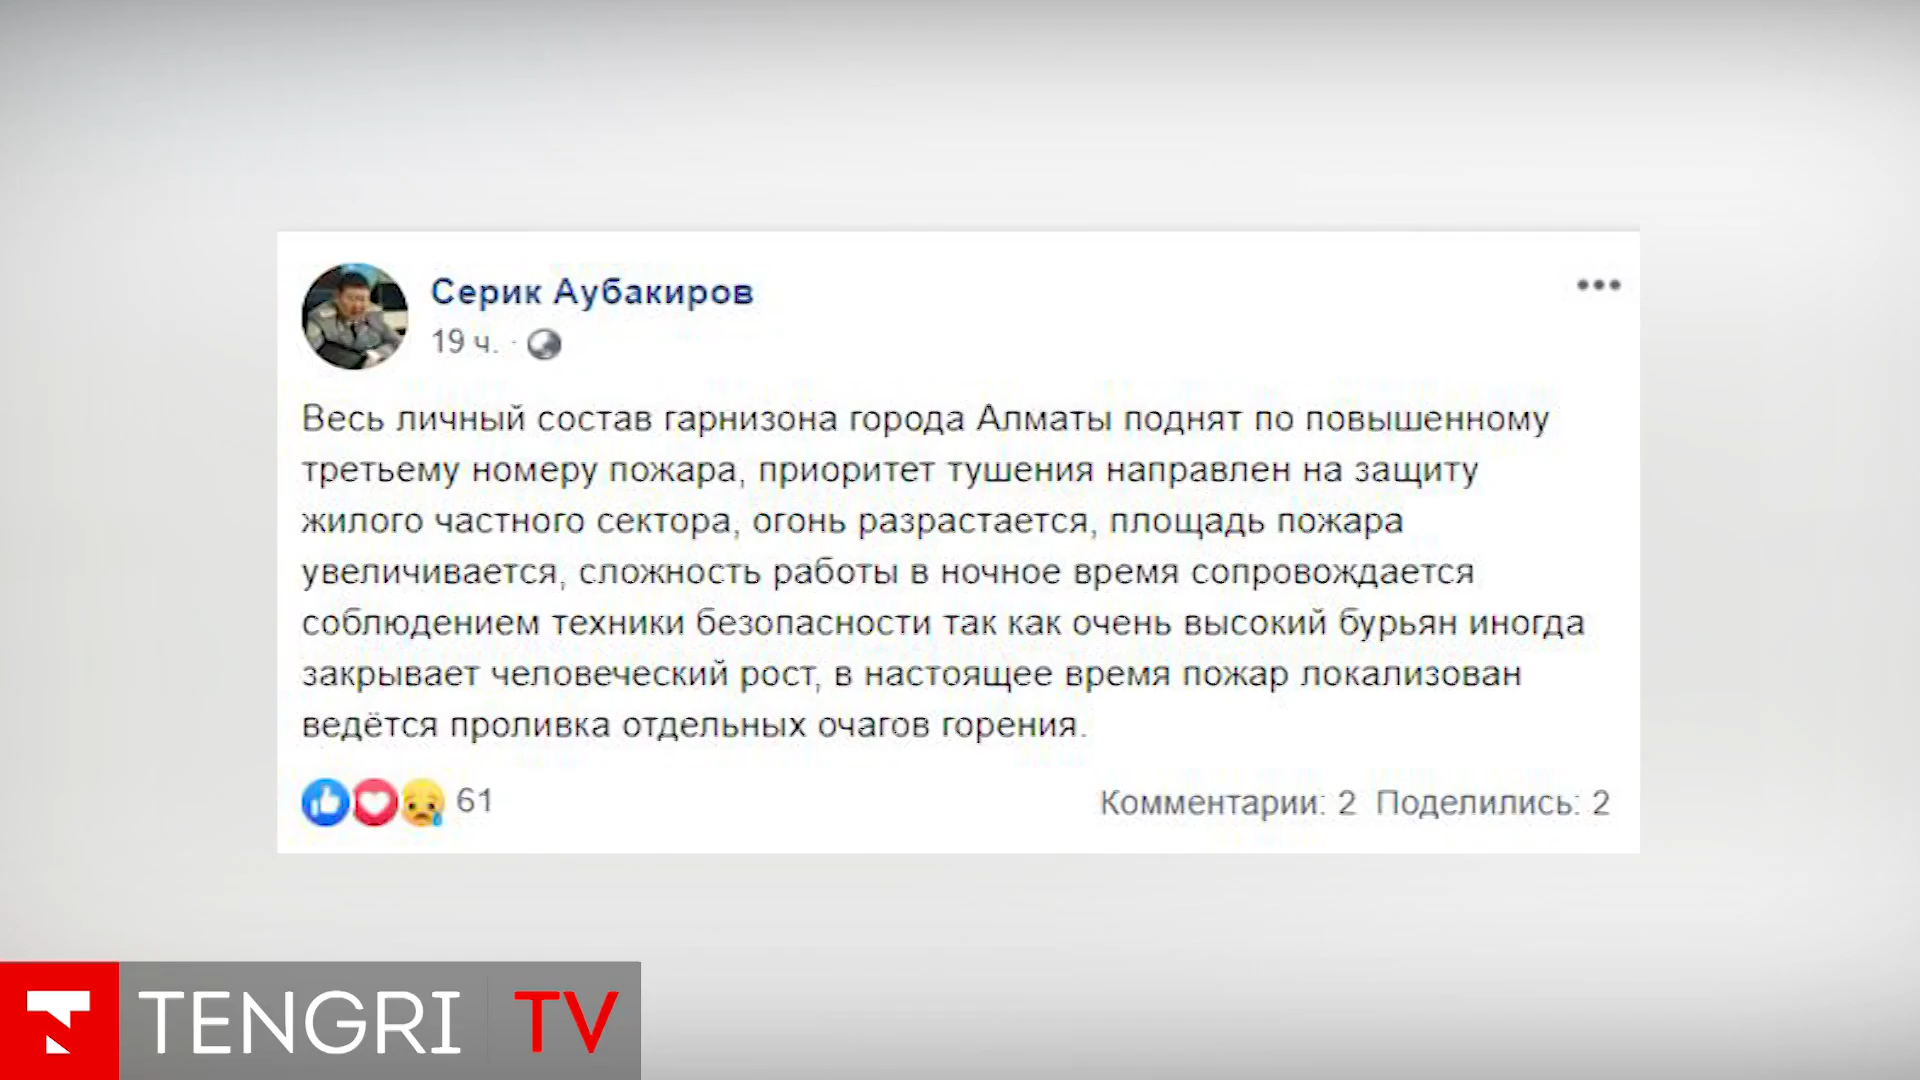 Серик Аубакиров
19 ч. ·
Весь личный состав гарнизона города Алматы поднят по повышенному
третьему номеру пожара, приоритет тушения направлен на защиту
жилого частного сектора, огонь разрастается, площадь пожара
увеличивается, сложность работы в ночное время сопровождается
соблюдением техники безопасности так как очень высокий бурьян иногда
закрывает человеческий рост, в настоящее время пожар локализован
ведётся проливка отдельных очагов горения.
61 Комментарии: 2 Поделились: 2
TENGRI TV